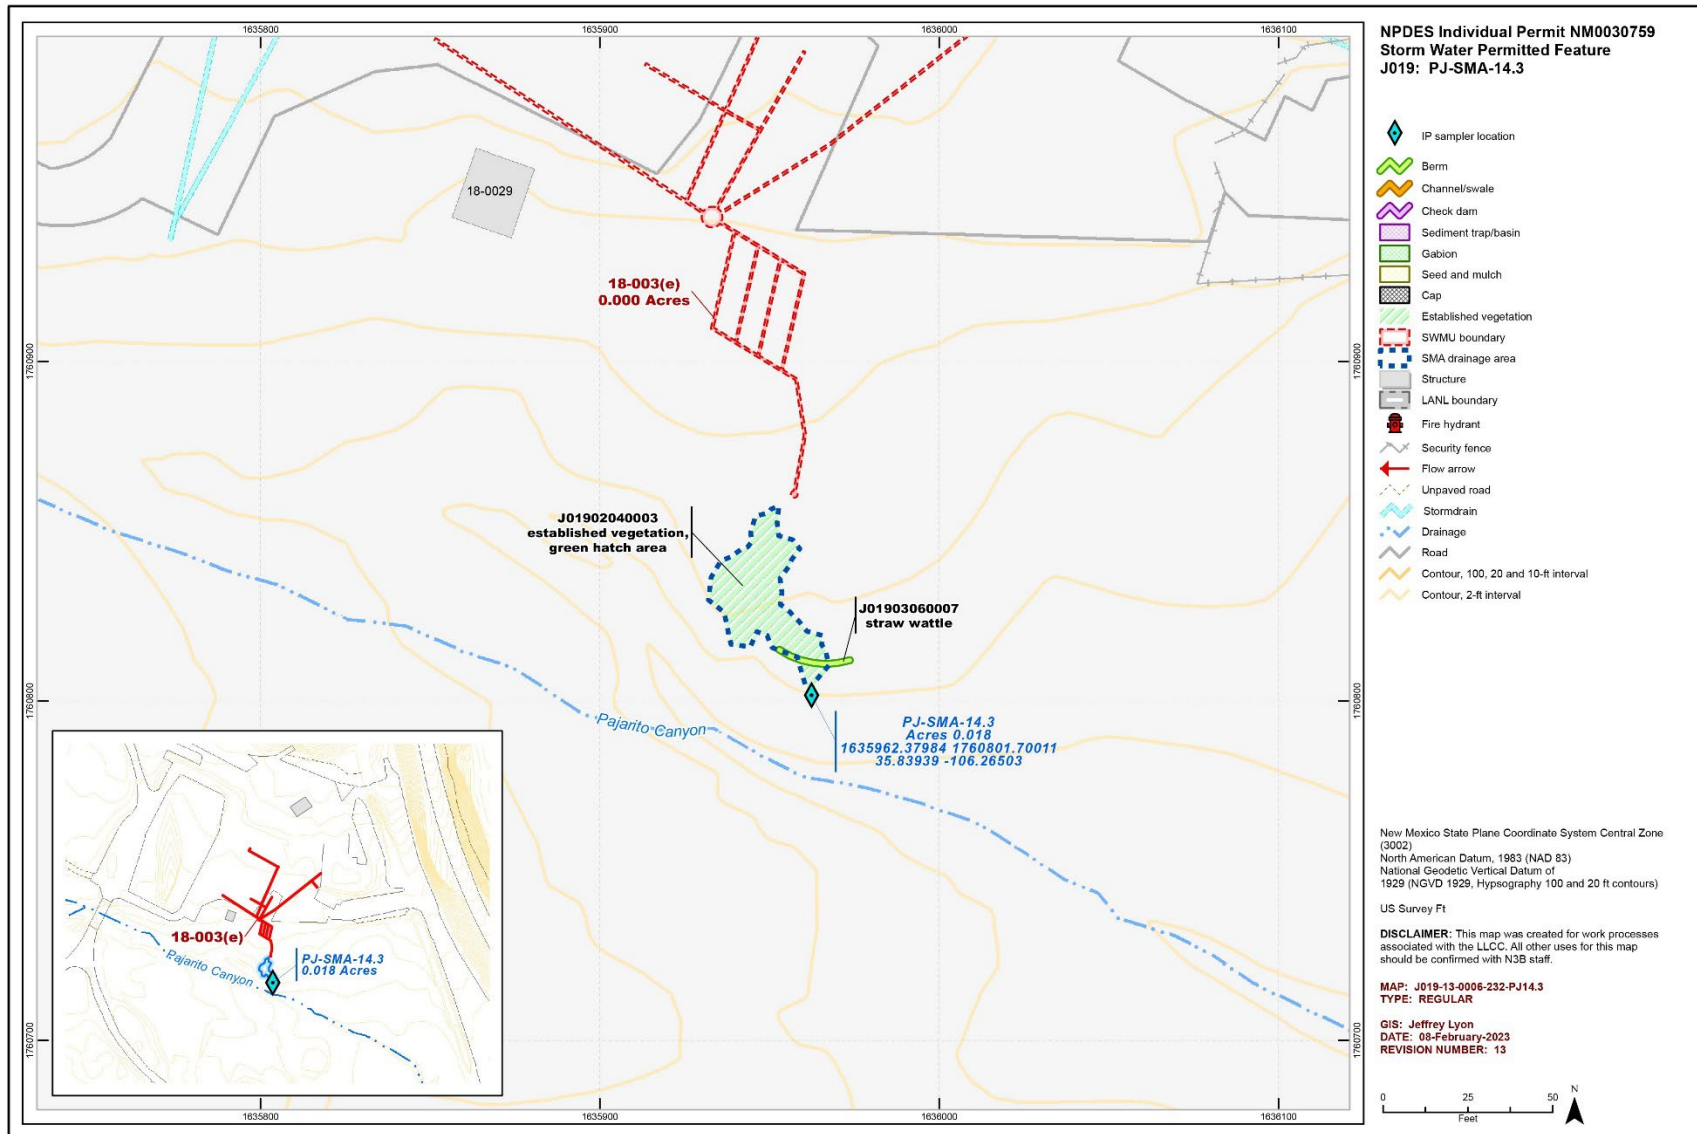 1635800
1635900
1636000
1636100
NPDES Individual Permit NM0030759
Storm Water Permitted Feature
J019: PJ-SMA-14.3
IP sampler location
Berm
Channel/swale
Check dam
Sediment trap/basin
Gabion
Seed and mulch
Cap
Established vegetation
SWMU boundary
SMA drainage area
Structure
LANL boundary
Fire hydrant
Security fence
Flow arrow
Unpaved road
Stormdrain
Drainage
Road
Contour, 100, 20 and 10-ft interval
Contour, 2-ft interval
18-0029
18-003(e)
0.000 Acres
1760900
1760900
J01902040003
established vegetation,
green hatch area
J01903060007
straw wattle
1760800
1760800
Pajarito Canyon
PJ-SMA-14.3
Acres 0.018
1635962.37984 1760801.70011
35.83939 -106.26503
18-003(e)
PJ-SMA-14.3
0.018 Acres
Pajarito Canyon
1760700
1760700
1635800
1635900
1636000
1636100
New Mexico State Plane Coordinate System Central Zone
(3002)
North American Datum, 1983 (NAD 83)
National Geodetic Vertical Datum of
1929 (NGVD 1929, Hypsography 100 and 20 ft contours)
US Survey Ft
DISCLAIMER: This map was created for work processes
associated with the LLCC. All other uses for this map
should be confirmed with N3B staff.
MAP: J019-13-0006-232-PJ14.3
TYPE: REGULAR
GIS: Jeffrey Lyon
DATE: 08-February-2023
REVISION NUMBER: 13
0 25 50
Feet
N